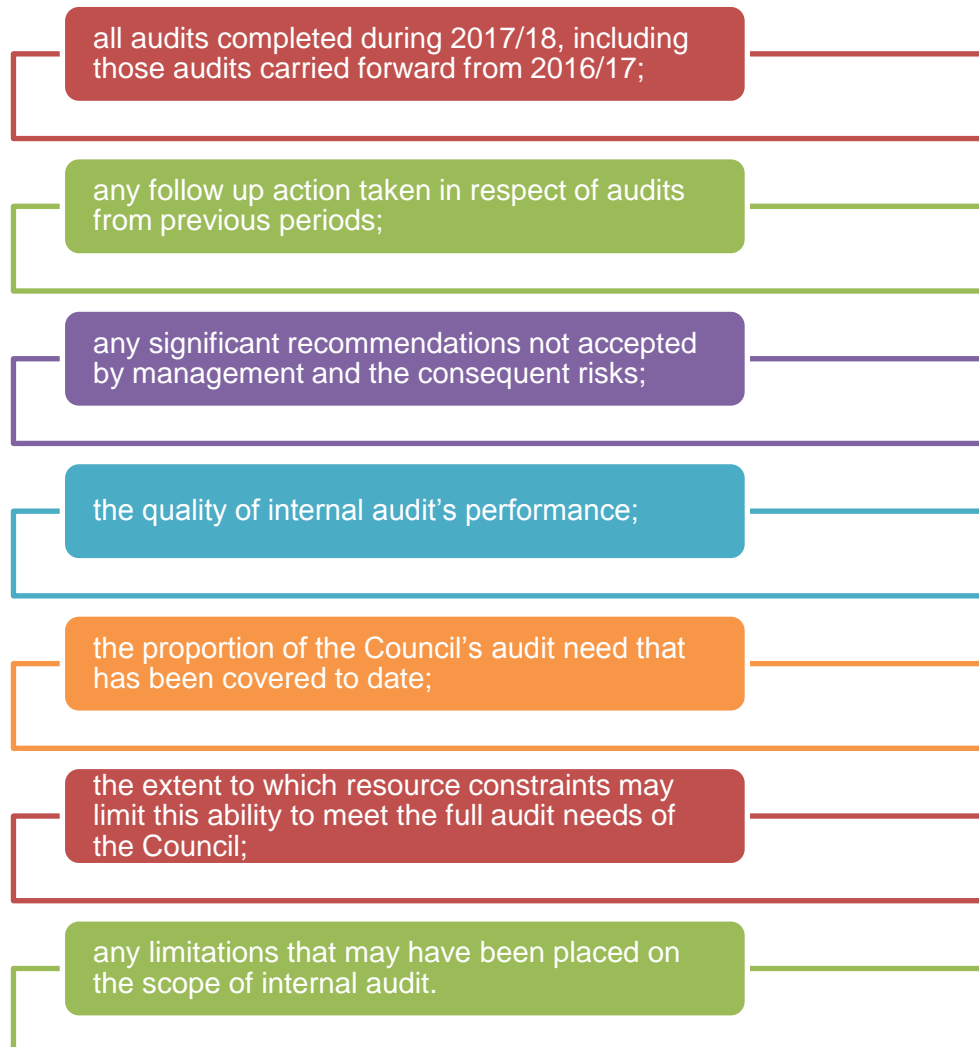 all audits completed during 2017/18, including
those audits carried forward from 2016/17;
any follow up action taken in respect of audits
from previous periods;
any significant recommendations not accepted
by management and the consequent risks;
the quality of internal audit’s performance;
the proportion of the Council’s audit need that
has been covered to date;
the extent to which resource constraints may
limit this ability to meet the full audit needs of
the Council;
any limitations that may have been placed on
the scope of internal audit.